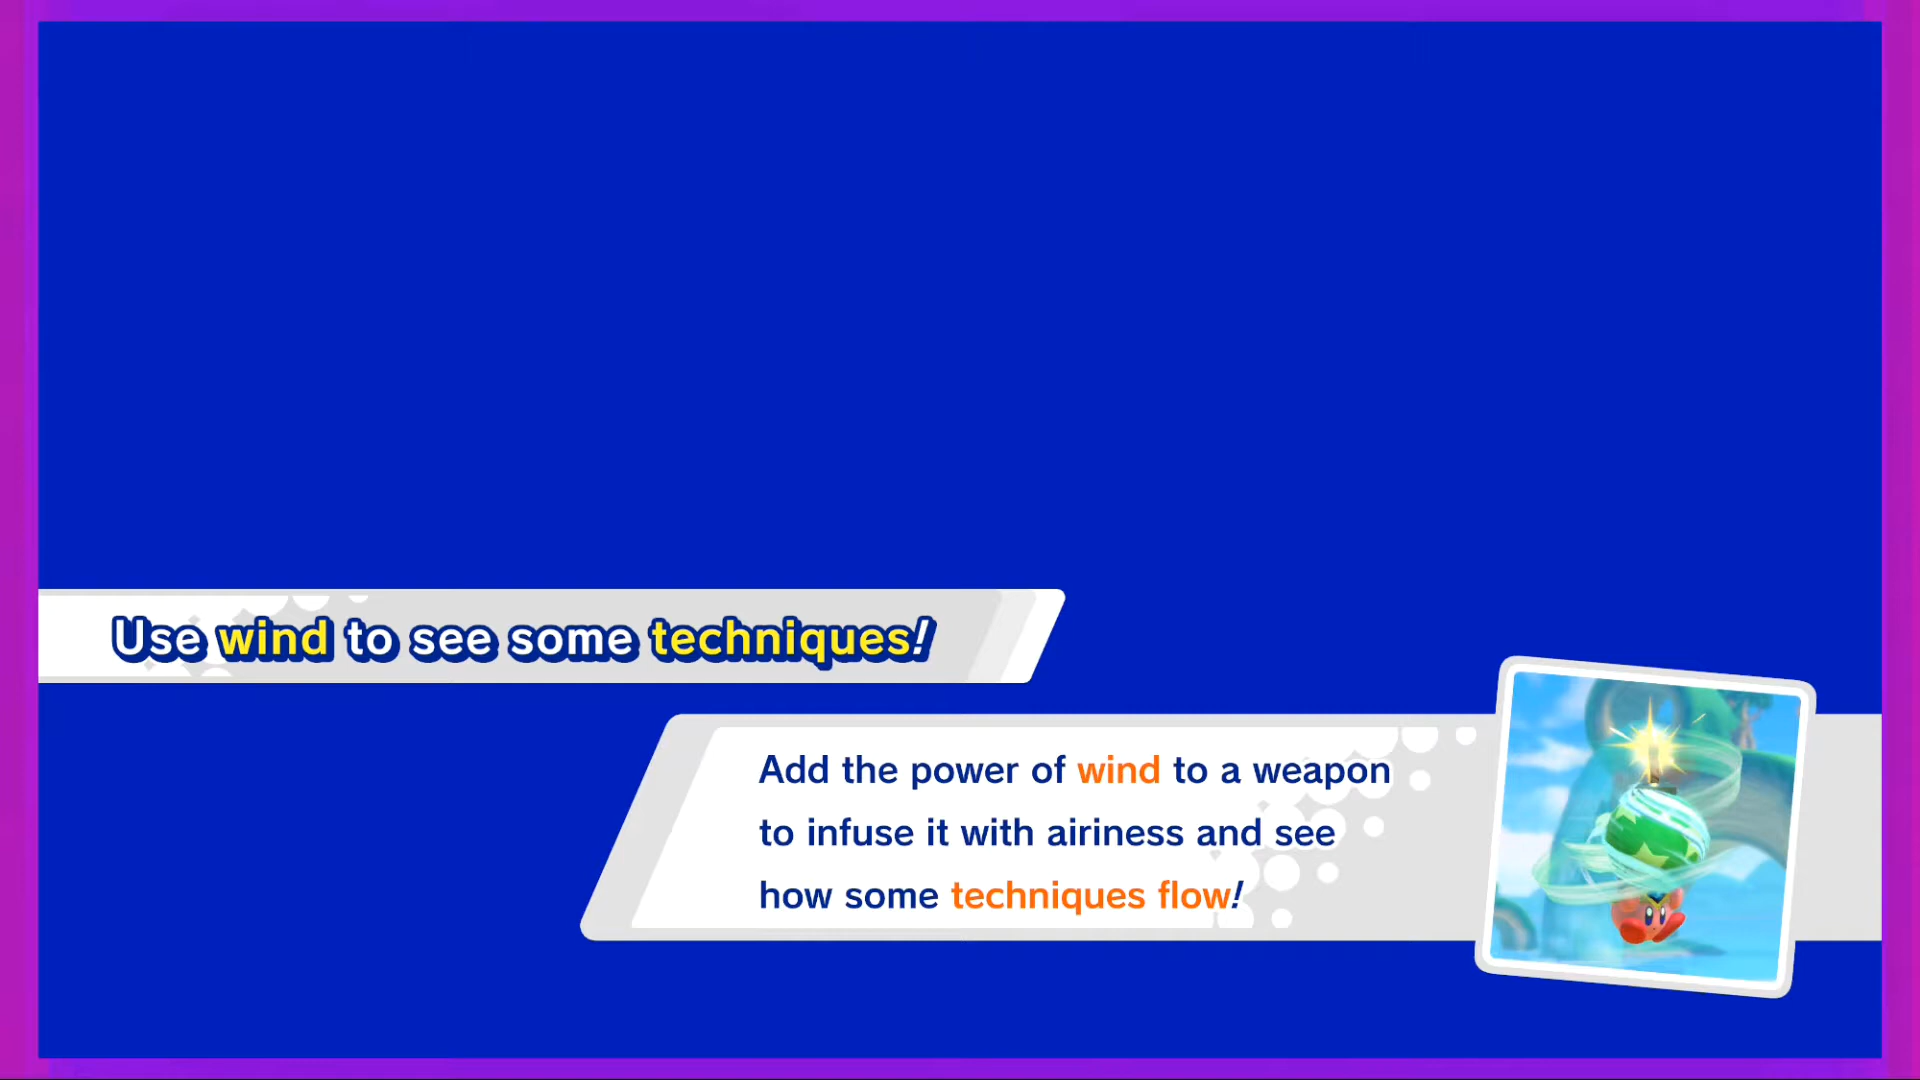 Use wind to see some techniques!
Add the power of wind to a weapon
to infuse it with airiness and see
how some techniques flow!